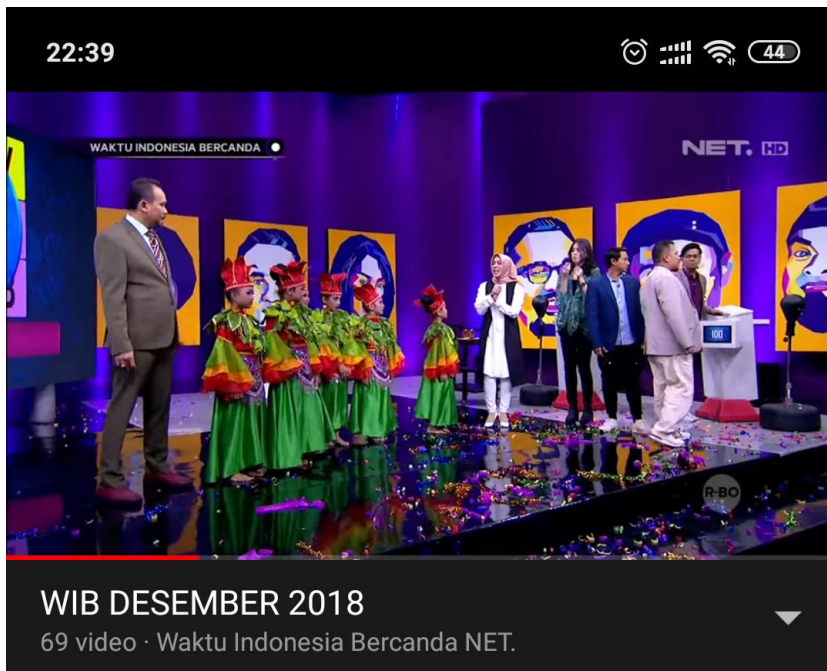 22:39
44
WAKTU INDONESIA BERCANDA
NET. HD
100
R-BO
WIB DESEMBER 2018
69 video · Waktu Indonesia Bercanda NET.